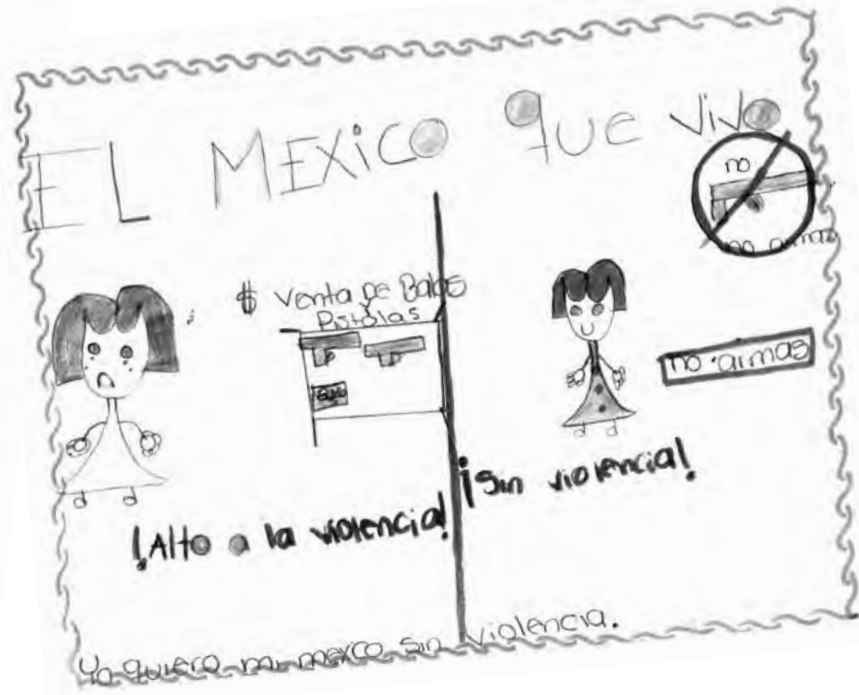 EL MEXiCO que ViVo
no
no armas
$ Venta De Balas
Pistolas
no armas
¡Alto a la violencia!
¡Sin violencia!
Yo quiero mi mexico sin violencia.